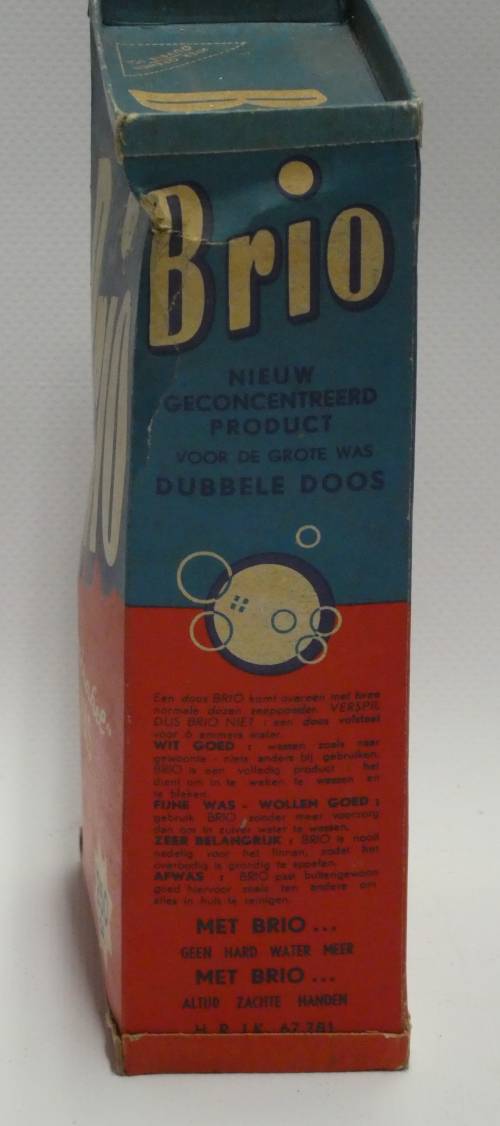 Brio
NIEUW
GECONCENTREERD
PRODUCT
VOOR DE GROTE WAS
DUBBELE DOOS
Een doos BRIO komt overeen met twee
normale dozen zeeppoeder. VERSPIL
DUS BRIO NIET : een doos volstaat
voor 6 emmers water.
WIT GOED : wassen zoals naar
gewoonte - niets anders bij gebruiken.
BRIO is een volledig product : het
dient om in te weken te wassen en
te bleken.
FIJNE WAS - WOLLEN GOED :
gebruik BRIO zonder meer voorzorg
dan om in zuiver water te wassen.
ZEER BELANGRIJK : BRIO is nooit
nadelig voor het linnen, zodat het
overbodig is grondig te spoelen.
AFWAS : BRIO past buitengewoon
goed hiervoor zoals ten andere om
alles in huis te reinigen.
MET BRIO...
GEEN HARD WATER MEER
MET BRIO...
ALTIJD ZACHTE HANDEN
H. R. I.K. 67.781